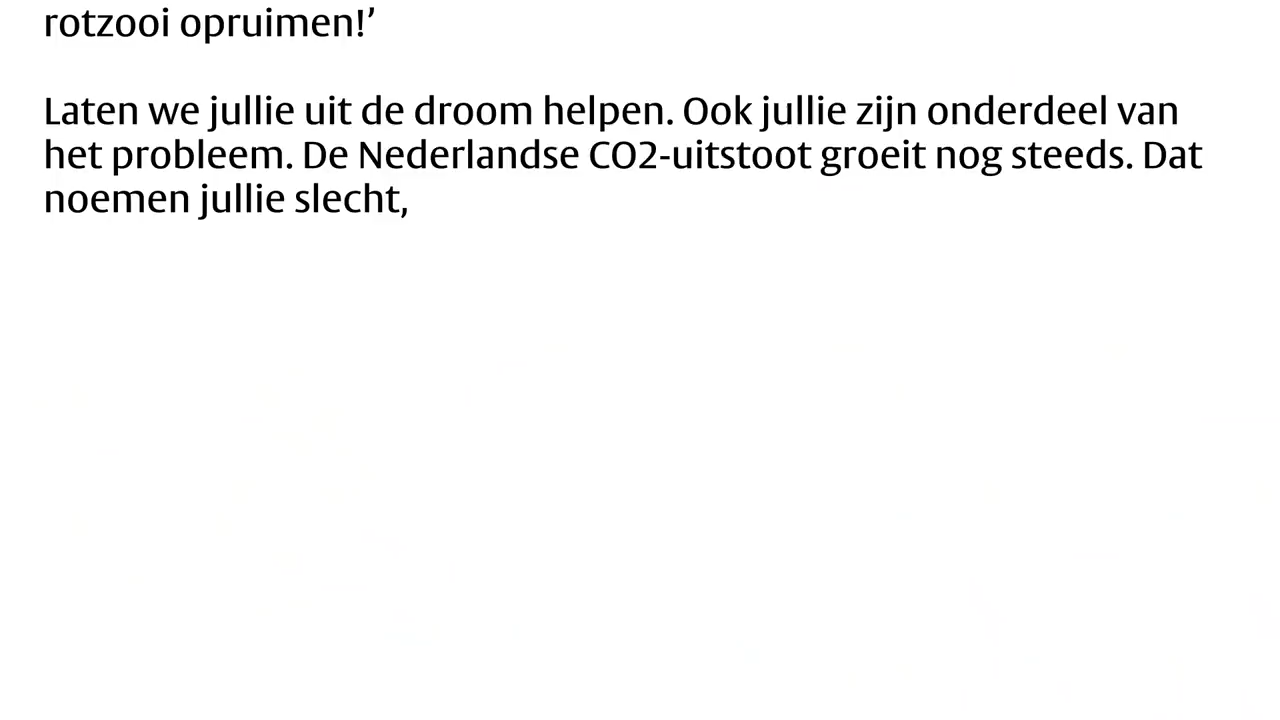 rotzooi opruimen!’
Laten we jullie uit de droom helpen. Ook jullie zijn onderdeel van
het probleem. De Nederlandse CO2-uitstoot groeit nog steeds. Dat
noemen jullie slecht,